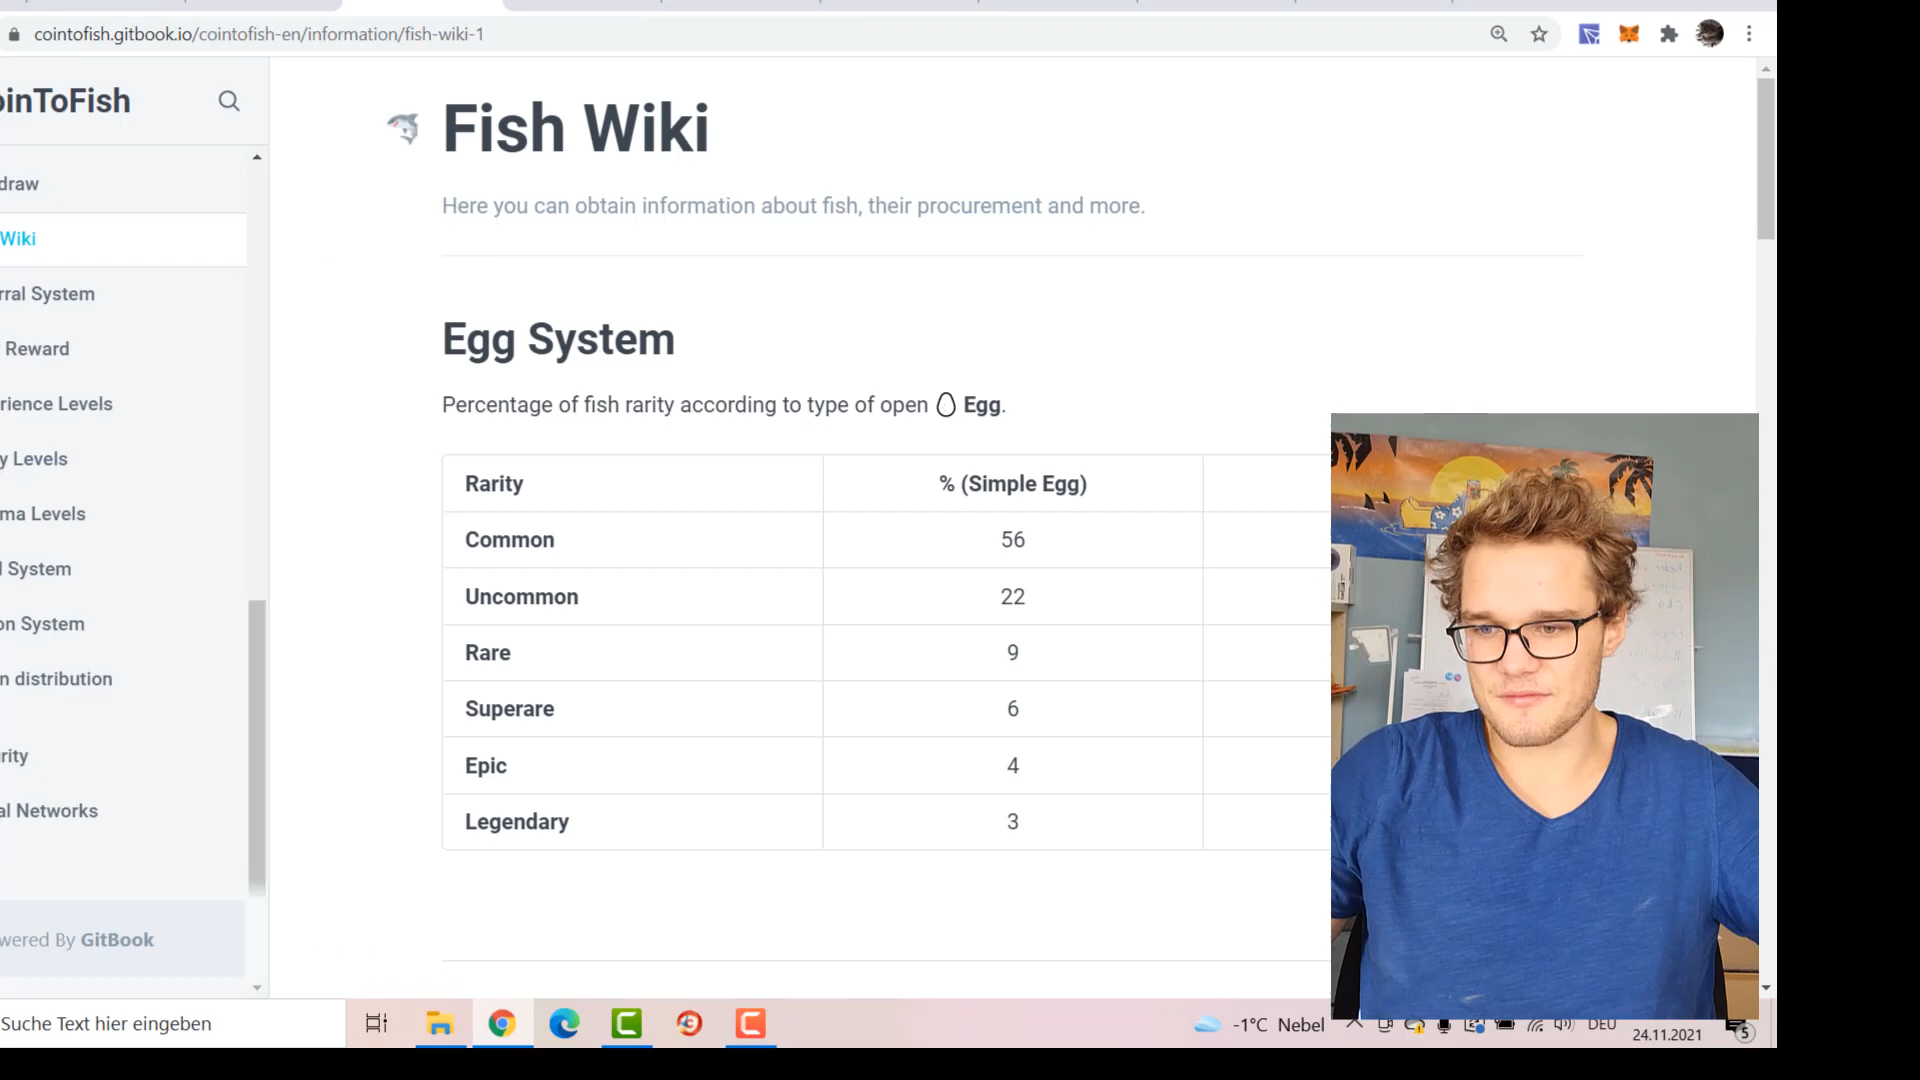 cointofish.gitbook.io/cointofish-en/information/fish-wiki-1
oinToFish
draw
Wiki
rral System
Reward
rience Levels
y Levels
ma Levels
l System
on System
n distribution
rity
al Networks
wered By GitBook
Fish Wiki
Here you can obtain information about fish, their procurement and more.
Egg System
Percentage of fish rarity according to type of open Egg.
Rarity % (Simple Egg)
Common 56
Uncommon 22
Rare 9
Superare 6
Epic 4
Legendary 3
Suche Text hier eingeben
-1°C Nebel
DEU
24.11.2021
5